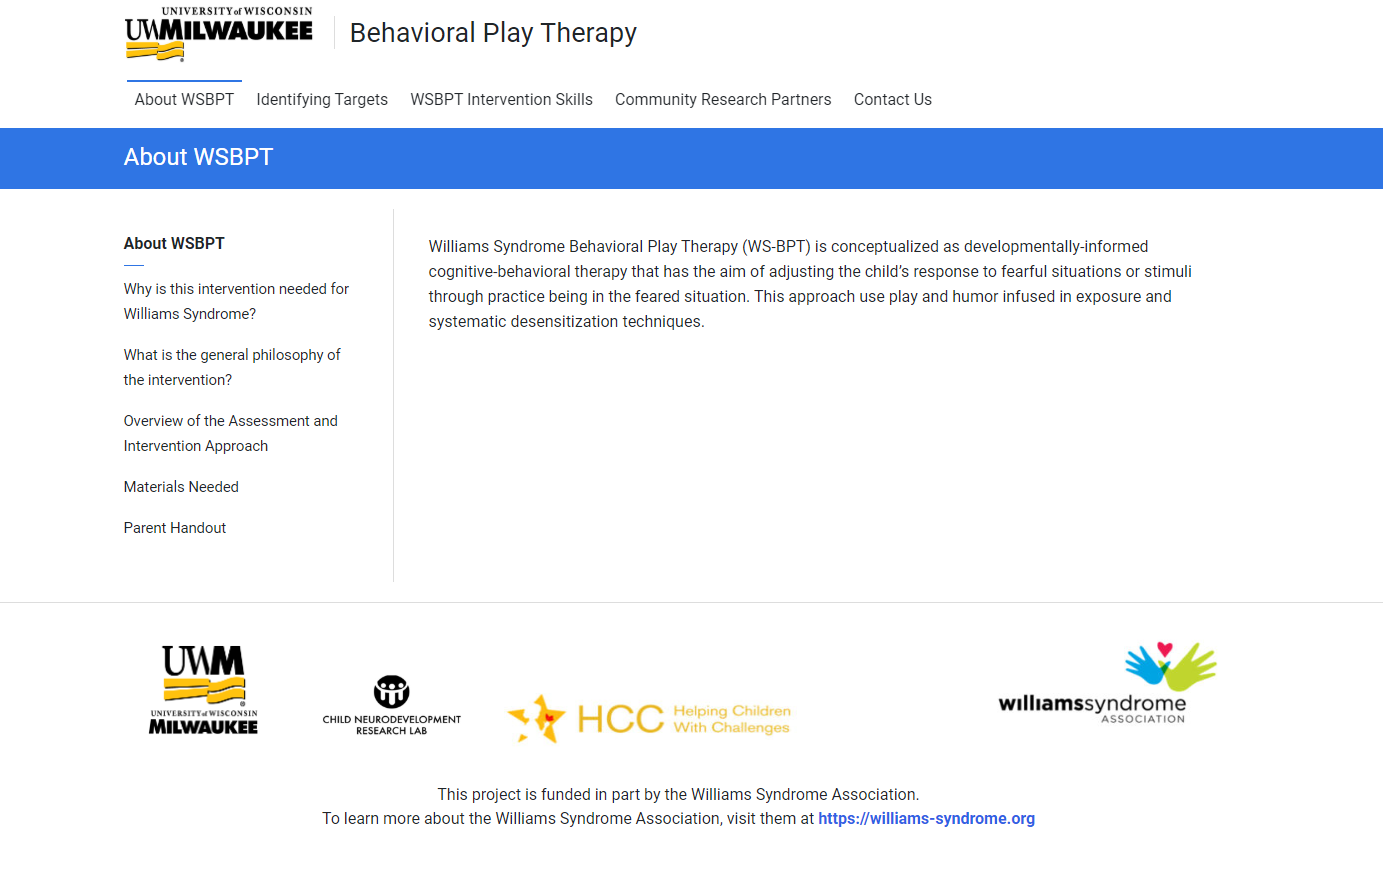 UNIVERSITY of WISCONSIN
UWMILWAUKEE
Behavioral Play Therapy
About WSBPT
Identifying Targets
WSBPT Intervention Skills
Community Research Partners
Contact Us
About WSBPT
About WSBPT
Why is this intervention needed for
Williams Syndrome?
What is the general philosophy of
the intervention?
Overview of the Assessment and
Intervention Approach
Materials Needed
Parent Handout
Williams Syndrome Behavioral Play Therapy (WS-BPT) is conceptualized as developmentally-informed
cognitive-behavioral therapy that has the aim of adjusting the child’s response to fearful situations or stimuli
through practice being in the feared situation. This approach use play and humor infused in exposure and
systematic desensitization techniques.
UWM
UNIVERSITY of WISCONSIN
MILWAUKEE
CHILD NEURODEVELOPMENT
RESEARCH LAB
HCC
Helping Children
With Challenges
williamssyndrome
ASSOCIATION
This project is funded in part by the Williams Syndrome Association.
To learn more about the Williams Syndrome Association, visit them at https://williams-syndrome.org